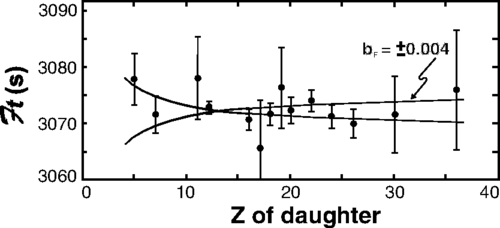 3090
3080
3070
3060
ℱt (s)
b_F = ±0.004
0 10 20 30 40
Z of daughter